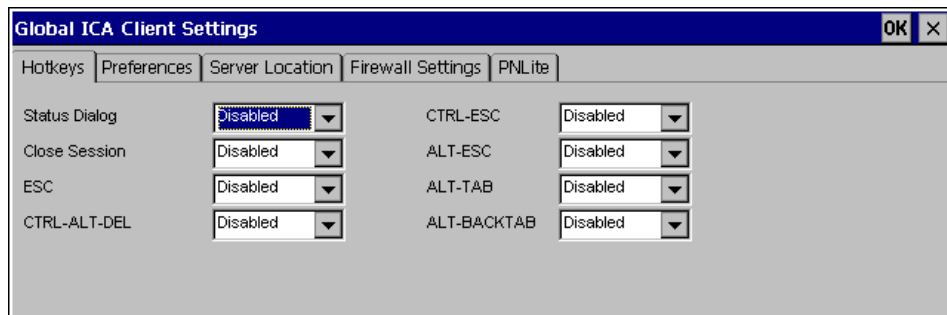 Global ICA Client Settings OK ×
Hotkeys Preferences Server Location Firewall Settings PNLite
Status Dialog Disabled CTRL-ESC Disabled
Close Session Disabled ALT-ESC Disabled
ESC Disabled ALT-TAB Disabled
CTRL-ALT-DEL Disabled ALT-BACKTAB Disabled